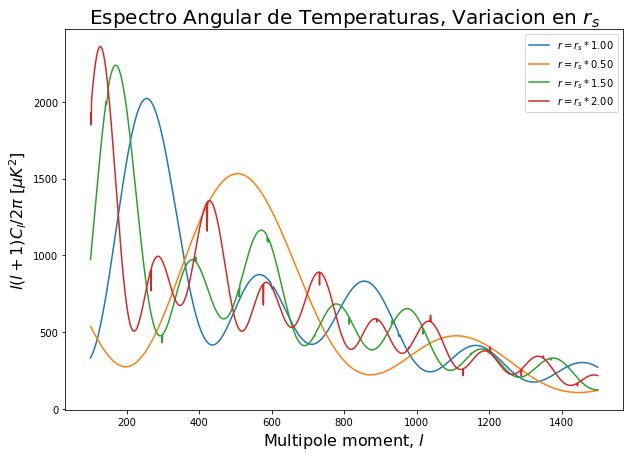 Espectro Angular de Temperaturas, Variacion en $r_s$
$r = r_s * 1.00$
$r = r_s * 0.50$
$r = r_s * 1.50$
$r = r_s * 2.00$
$l(l+1)C_l/2\pi$ [$\mu K^2$]
2000
1500
1000
500
0
200 400 600 800 1000 1200 1400
Multipole moment, $l$